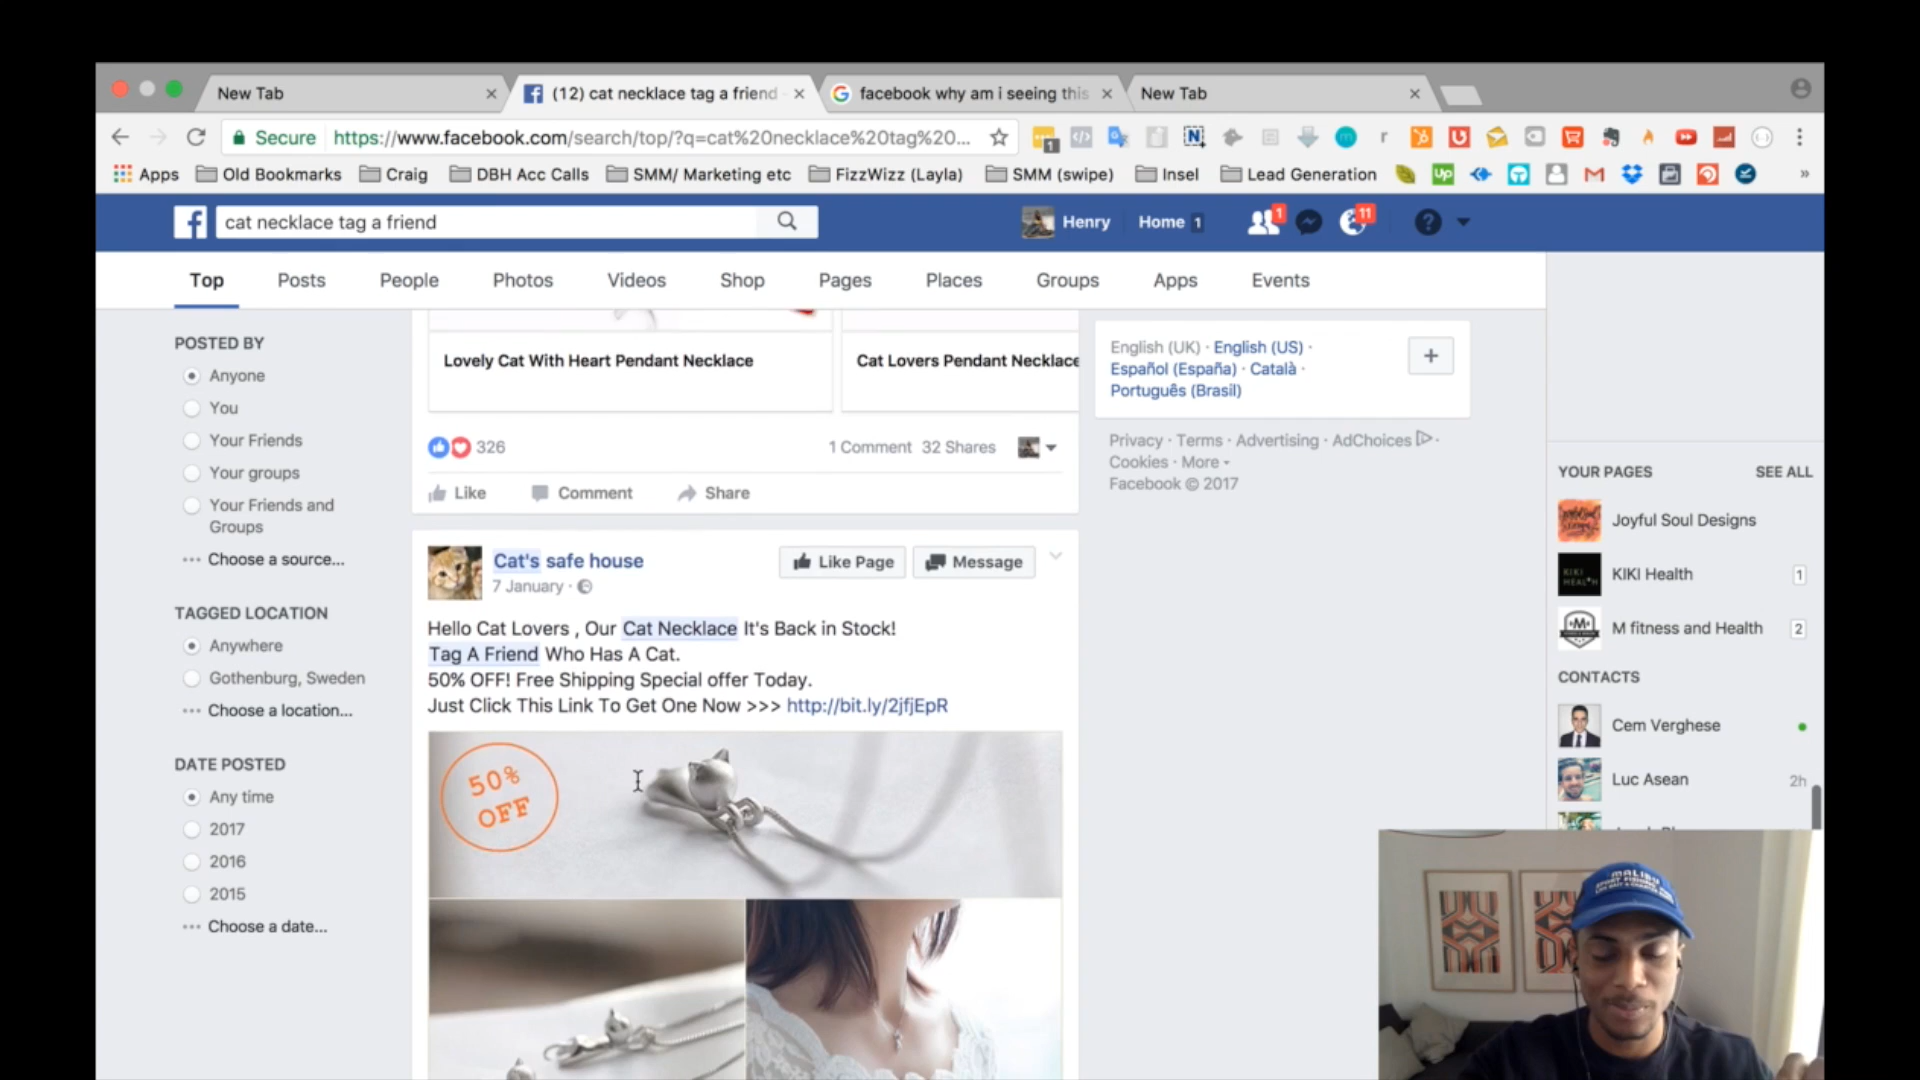 New Tab
(12) cat necklace tag a friend
facebook why am i seeing this
New Tab
Secure https://www.facebook.com/search/top/?q=cat%20necklace%20tag%20...
1
Apps Old Bookmarks Craig DBH Acc Calls SMM/ Marketing etc FizzWizz (Layla) SMM (swipe) Insel Lead Generation Up »
cat necklace tag a friend
Henry Home 1 1 11
Top Posts People Photos Videos Shop Pages Places Groups Apps Events
POSTED BY
Anyone
You
Your Friends
Your groups
Your Friends and
Groups
Choose a source...
TAGGED LOCATION
Anywhere
Gothenburg, Sweden
Choose a location...
DATE POSTED
Any time
2017
2016
2015
Choose a date...
Lovely Cat With Heart Pendant Necklace
Cat Lovers Pendant Necklace
326
1 Comment 32 Shares
Like Comment Share
Cat's safe house
7 January
Like Page
Message
Hello Cat Lovers , Our Cat Necklace It's Back in Stock!
Tag A Friend Who Has A Cat.
50% OFF! Free Shipping Special offer Today.
Just Click This Link To Get One Now >>> http://bit.ly/2jfjEpR
50%
OFF
English (UK) · English (US) ·
Español (España) · Català ·
Português (Brasil)
Privacy · Terms · Advertising · AdChoices ·
Cookies · More
Facebook © 2017
YOUR PAGES SEE ALL
Joyful Soul Designs
KIKI Health 1
M fitness and Health 2
CONTACTS
Cem Verghese
Luc Asean 2h
MALIBU